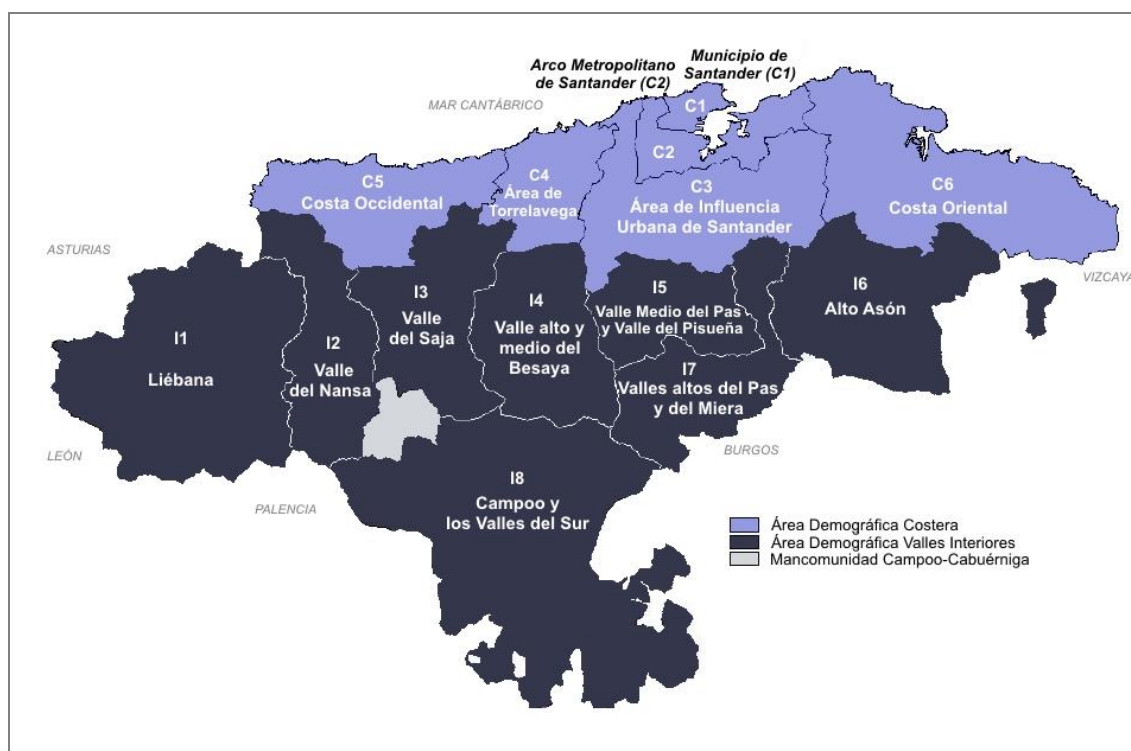 Arco Metropolitano
de Santander (C2)
Municipio de
Santander (C1)
MAR CANTÁBRICO
C1
C2
C5
Costa Occidental
C4
Área de
Torrelavega
C3
Área de Influencia
Urbana de Santander
C6
Costa Oriental
ASTURIAS
VIZCAYA
I1
Liébana
I2
Valle
del Nansa
I3
Valle
del Saja
I4
Valle alto y
medio del
Besaya
I5
Valle Medio del Pas
y Valle del Pisueña
I6
Alto Asón
I7
Valles altos del Pas
y del Miera
LEÓN
BURGOS
PALENCIA
I8
Campoo y
los Valles del Sur
Área Demográfica Costera
Área Demográfica Valles Interiores
Mancomunidad Campoo-Cabuérniga